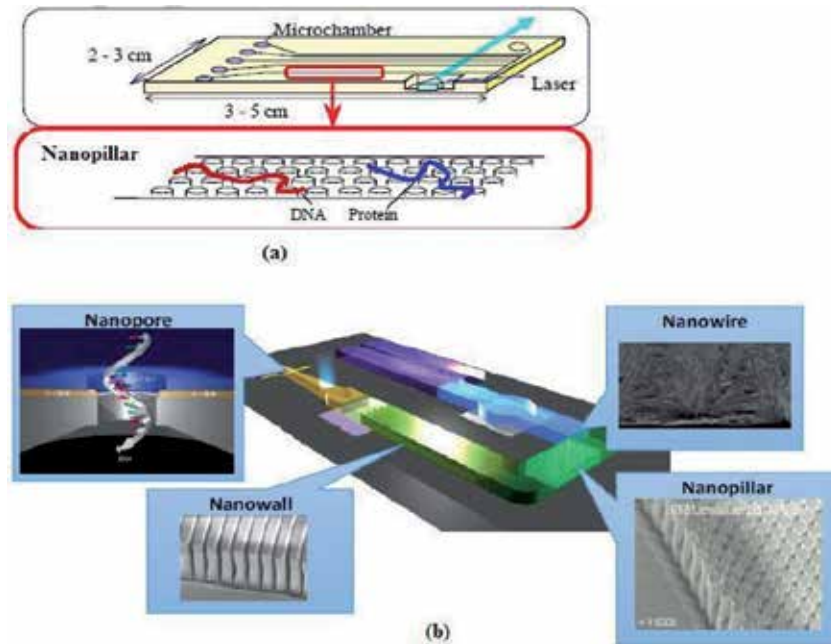 Microchamber
2 - 3 cm
Laser
3 - 5 cm
Nanopillar
DNA
Protein
(a)
Nanopore
Nanowire
Nanowall
Nanopillar
(b)